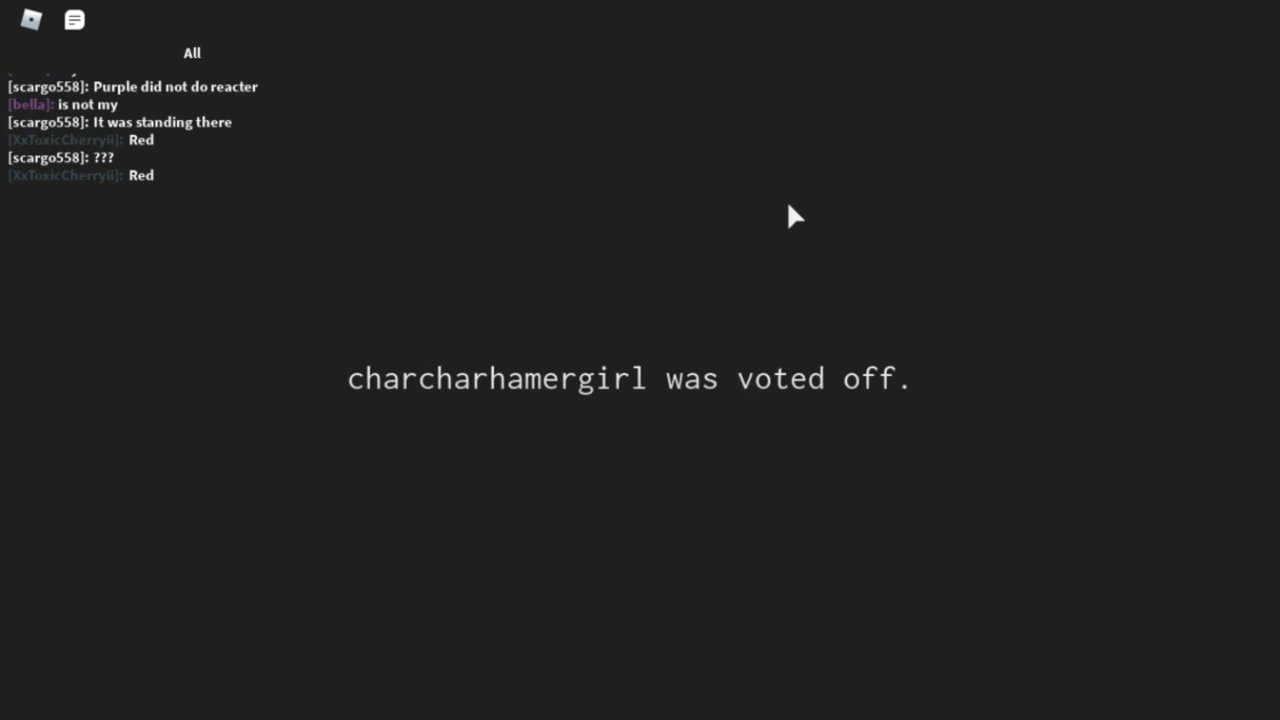 All
[scargo558]: Purple did not do reacter
[bella]: is not my
[scargo558]: It was standing there
[XxToxicCherryii]: Red
[scargo558]: ???
[XxToxicCherryii]: Red
charcharhamergirl was voted off.